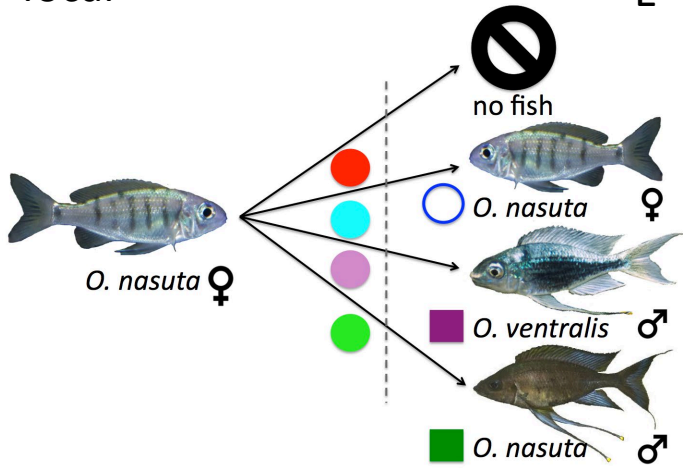 no fish
O. nasuta ♀
O. nasuta ♀
O. ventralis ♂
O. nasuta ♂